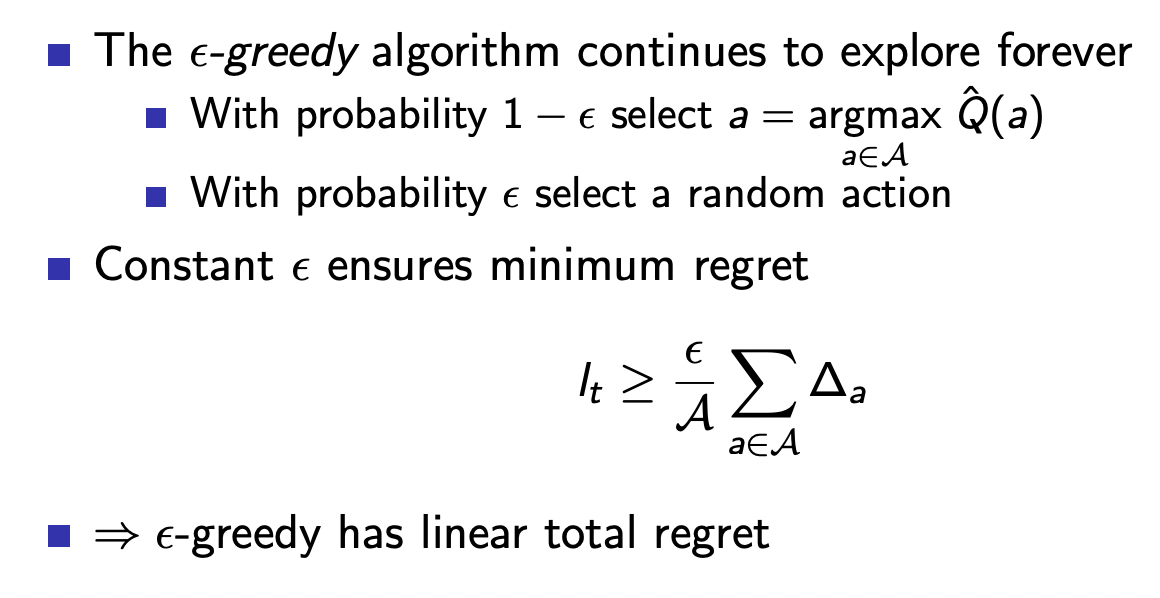 The ϵ-greedy algorithm continues to explore forever
With probability 1 − ϵ select a = argmax Q̂(a)
a∈𝒜
With probability ϵ select a random action
Constant ϵ ensures minimum regret
l_t ≥ ϵ/𝒜 ∑_{a∈𝒜} Δ_a
⇒ ϵ-greedy has linear total regret